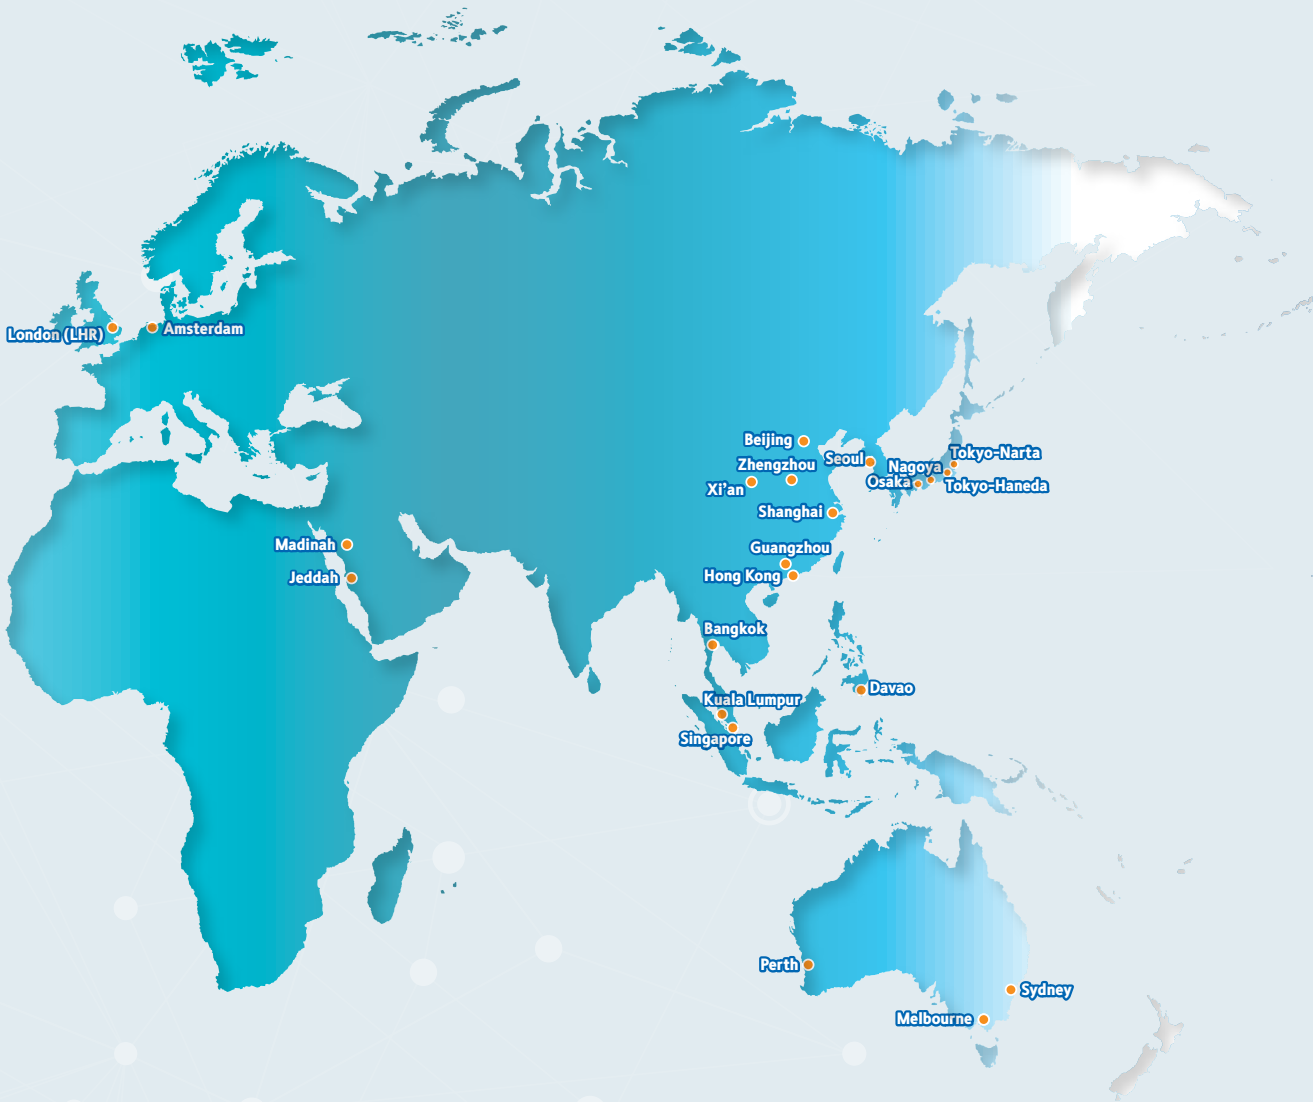 London (LHR)
Amsterdam
Beijing
Zhengzhou
Seoul
Tokyo-Narta
Nagoya
Xi'an
Osaka
Tokyo-Haneda
Shanghai
Madinah
Guangzhou
Jeddah
Hong Kong
Bangkok
Davao
Kuala Lumpur
Singapore
Perth
Sydney
Melbourne